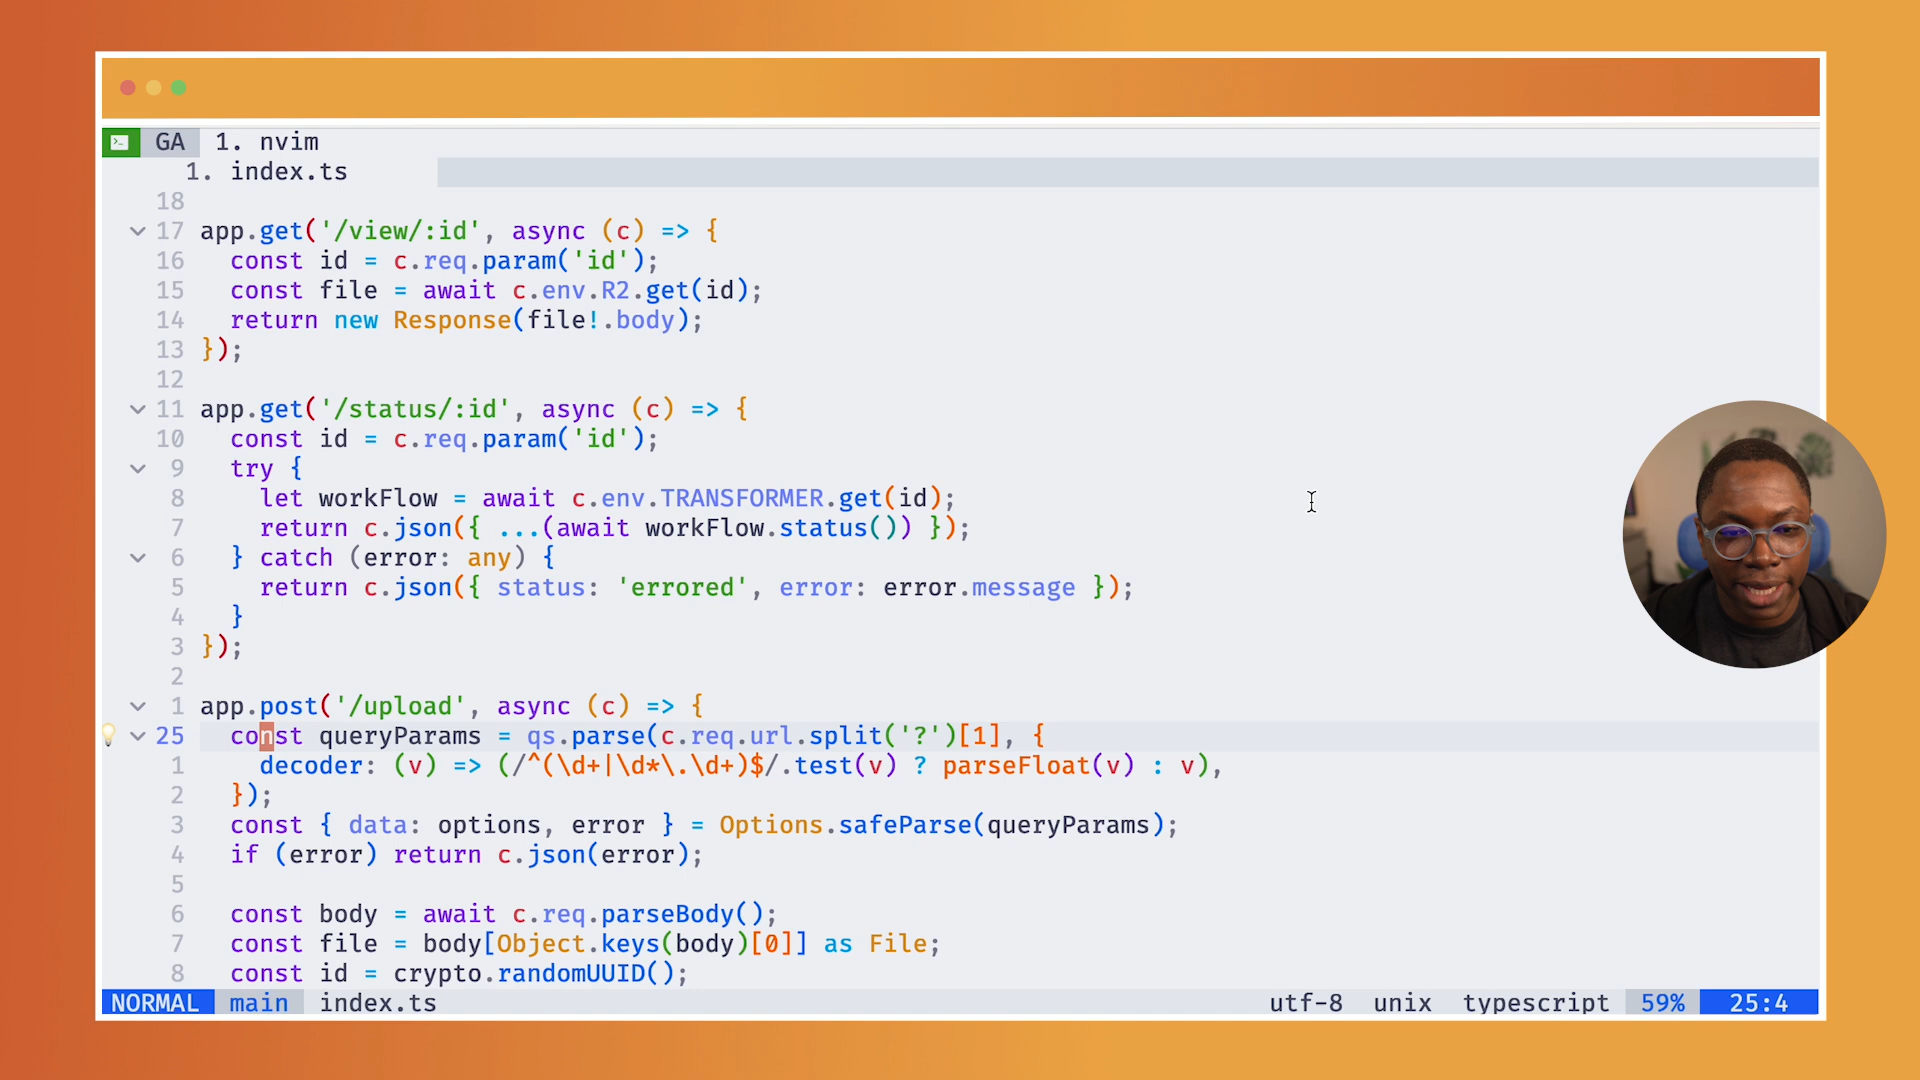 GA 1. nvim
1. index.ts
18
17 app.get('/view/:id', async (c) => {
16 const id = c.req.param('id');
15 const file = await c.env.R2.get(id);
14 return new Response(file!.body);
13 });
12
11 app.get('/status/:id', async (c) => {
10 const id = c.req.param('id');
9 try {
8 let workFlow = await c.env.TRANSFORMER.get(id);
7 return c.json({ ...(await workFlow.status()) });
6 } catch (error: any) {
5 return c.json({ status: 'errored', error: error.message });
4 }
3 });
2
1 app.post('/upload', async (c) => {
25 const queryParams = qs.parse(c.req.url.split('?')[1], {
1 decoder: (v) => (/^(\d+|\d*\.\d+)$/.test(v) ? parseFloat(v) : v),
2 });
3 const { data: options, error } = Options.safeParse(queryParams);
4 if (error) return c.json(error);
5
6 const body = await c.req.parseBody();
7 const file = body[Object.keys(body)[0]] as File;
8 const id = crypto.randomUUID();
NORMAL main index.ts utf-8 unix typescript 59% 25:4